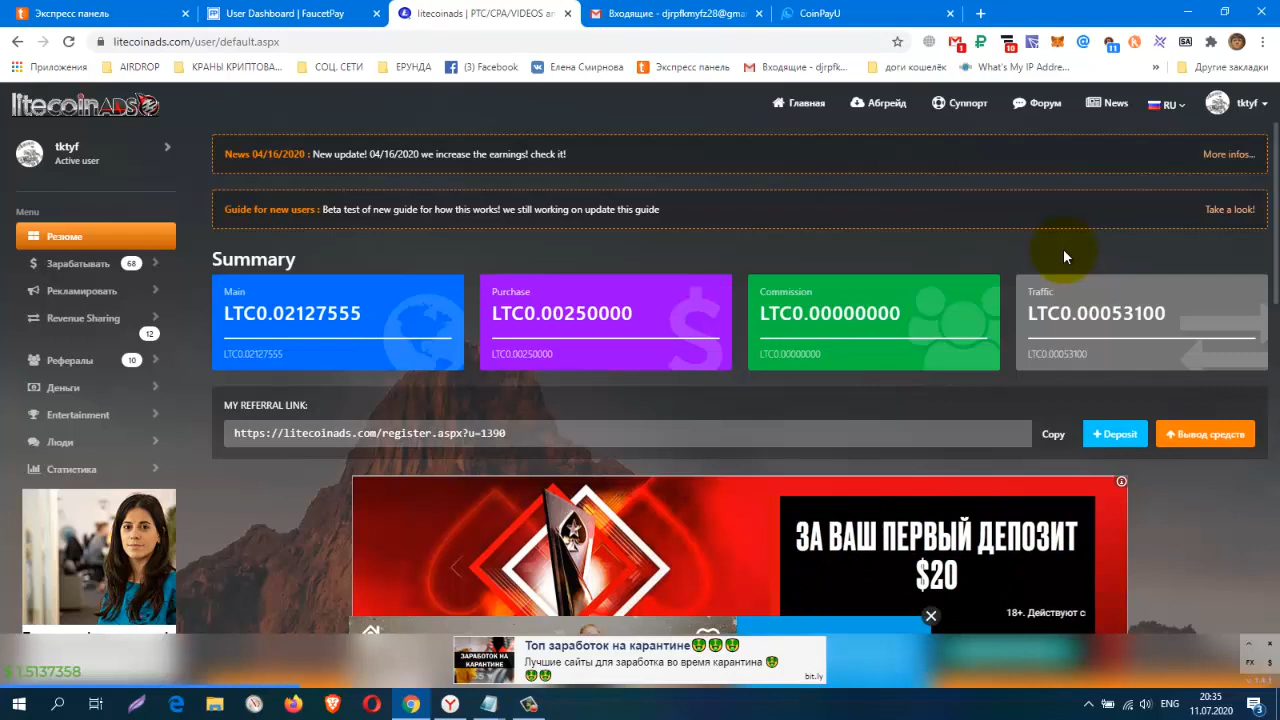 Экспресс панель
User Dashboard | FaucetPay
litecoinads | PTC/CPA/VIDEOS an
Входящие - djrpfkmyfz28@gma
CoinPayU
litecoinads.com/user/default.aspx
Приложения
AIRDROP
КРАНЫ КРИПТОВА...
СОЦ. СЕТИ
ЕРУНДА
(3) Facebook
Елена Смирнова
Экспресс панель
Входящие - djrpfk...
доги кошелёк
What's My IP Addre...
»
Другие закладки
litecoinADS
Главная
Абгрейд
Суппорт
Форум
News
RU
tktyf
tktyf
Active user
News 04/16/2020 : New update! 04/16/2020 we increase the earnings! check it!
More infos...
Guide for new users : Beta test of new guide for how this works! we still working on update this guide
Take a look!
Menu
Резюме
Зарабатывать 68
Рекламировать
Revenue Sharing
12
Рефералы 10
Деньги
Entertainment
Люди
Статистика
Summary
Main
LTC0.02127555
LTC0.02127555
Purchase
LTC0.00250000
LTC0.00250000
Commission
LTC0.00000000
LTC0.00000000
Traffic
LTC0.00053100
LTC0.00053100
MY REFERRAL LINK:
https://litecoinads.com/register.aspx?u=1390
Copy
+ Deposit
Вывод средств
ЗА ВАШ ПЕРВЫЙ ДЕПОЗИТ
$20
18+. Действуют с
ЗАРАБОТОК НА
КАРАНТИНЕ
Топ заработок на карантине
Лучшие сайты для заработка во время карантина
bit.ly
$ 1.5137358
FX $
ENG
20:35
11.07.2020